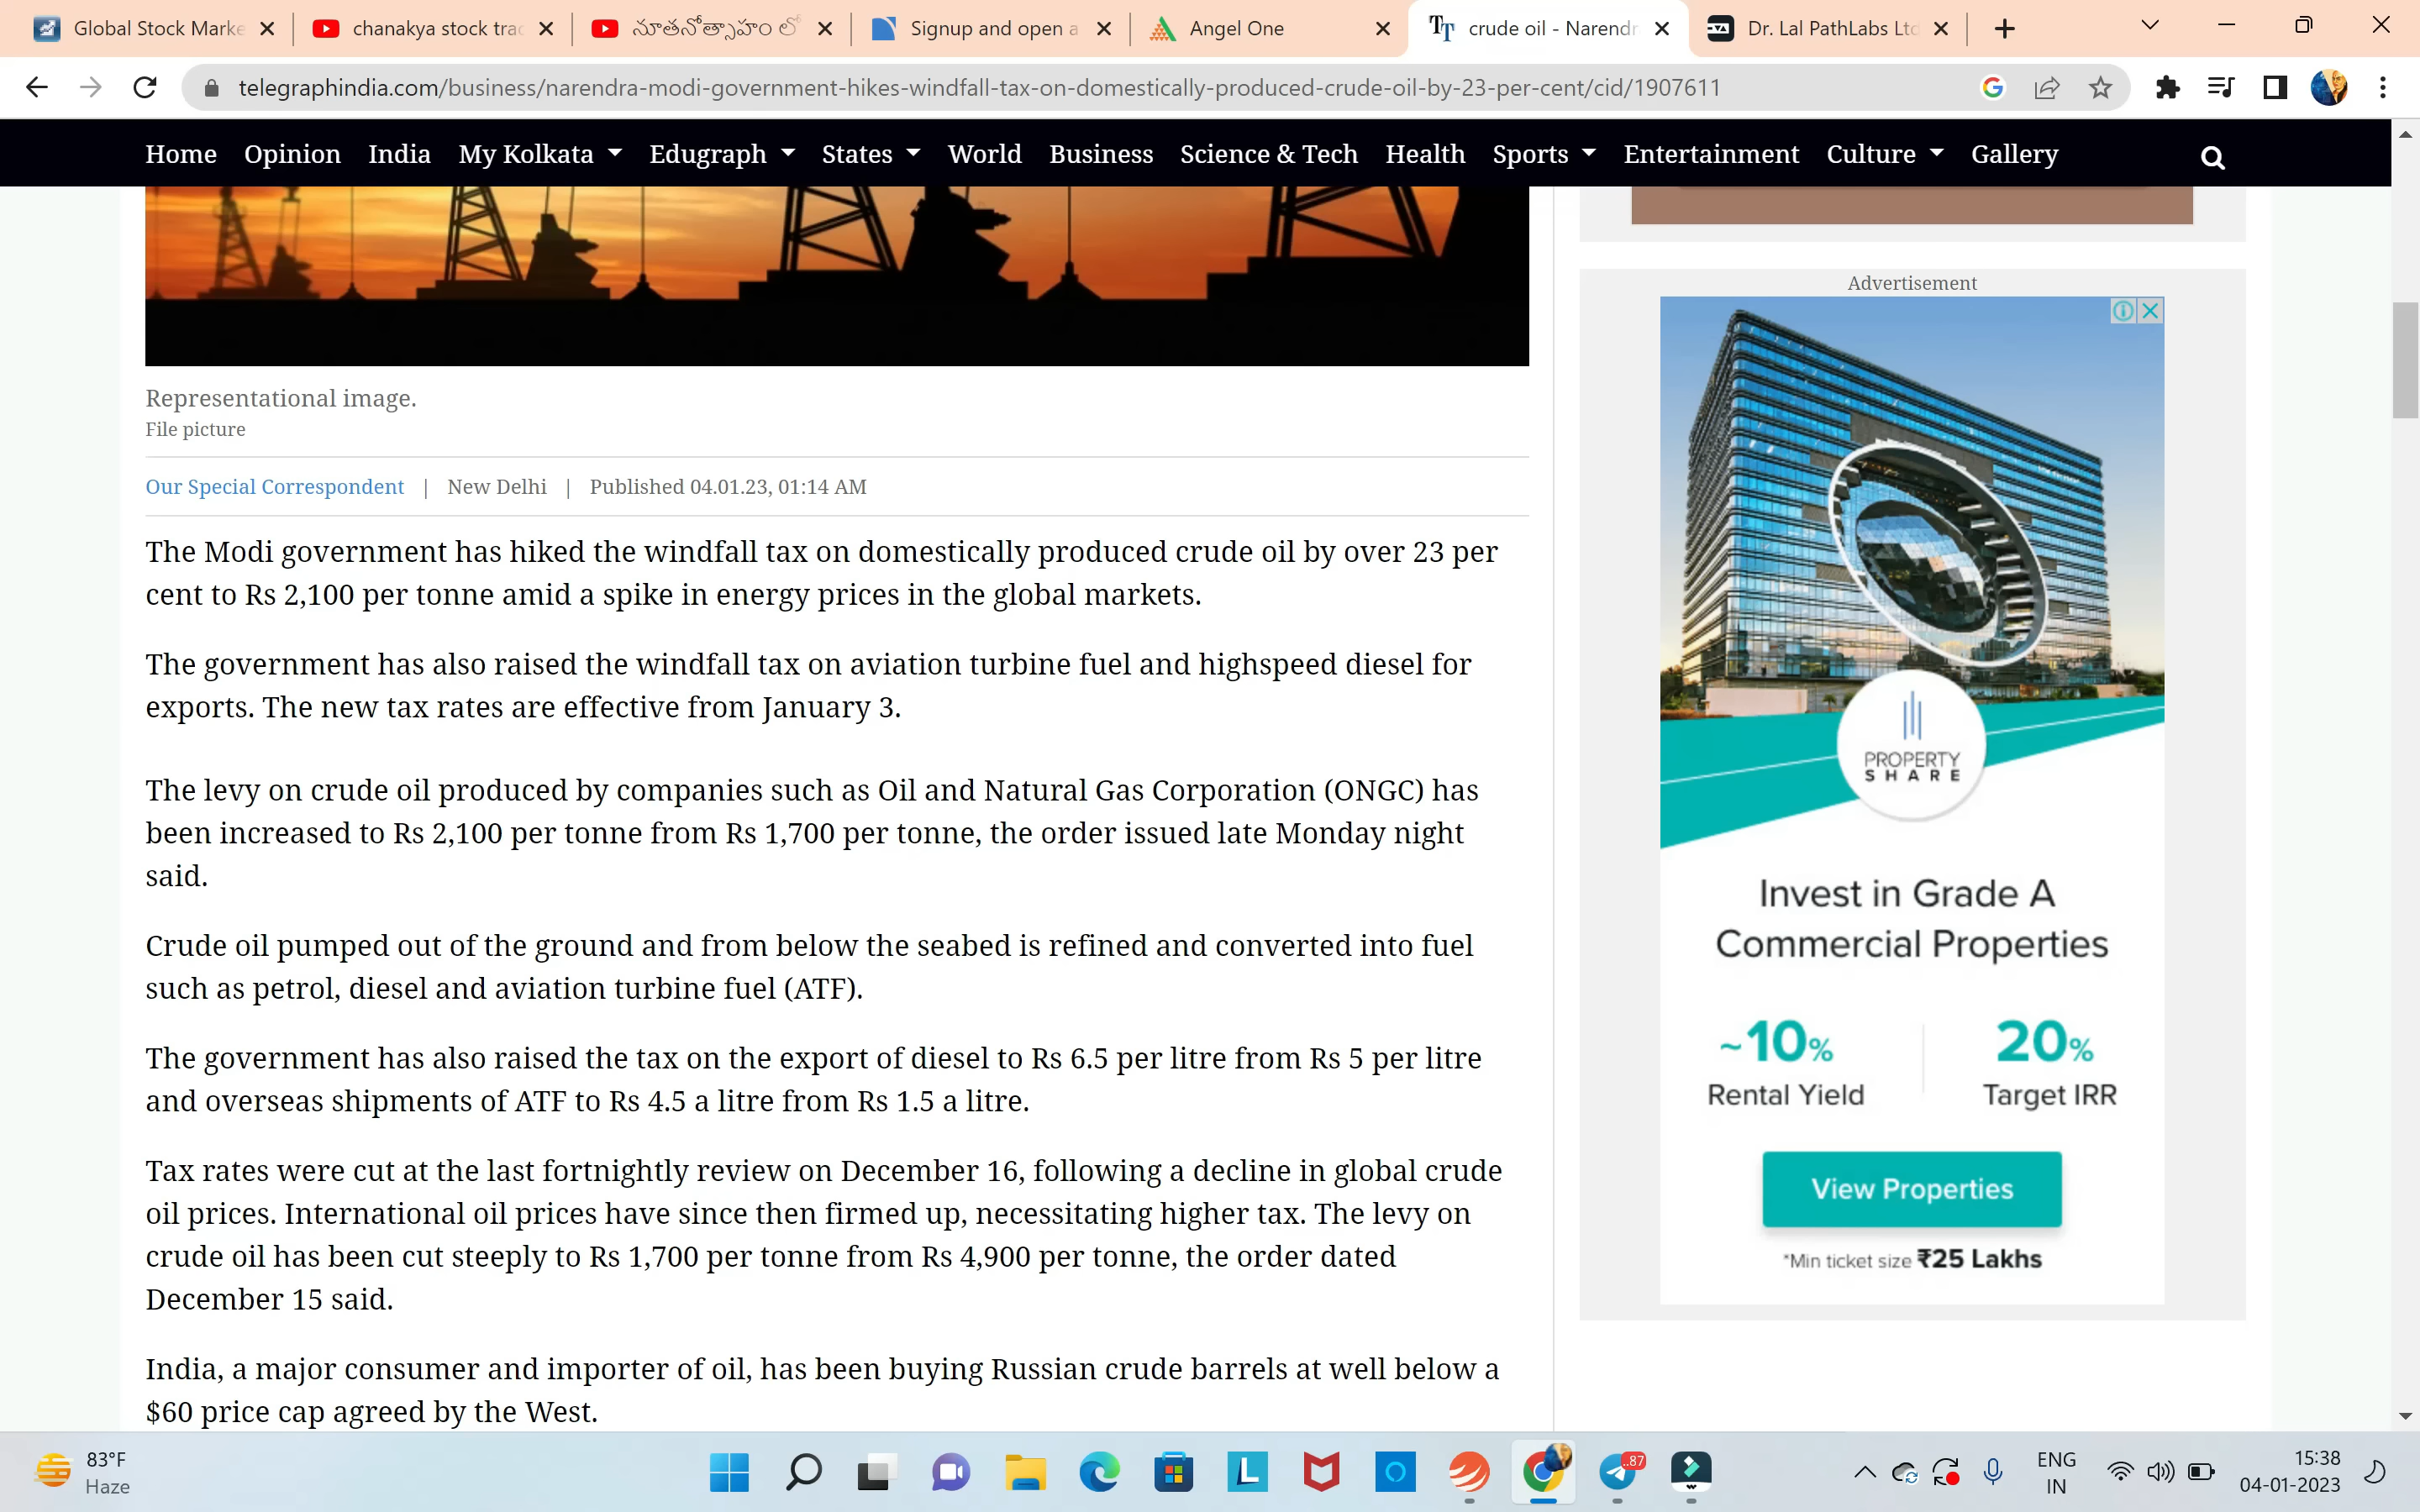 Global Stock Marke
chanakya stock trac
నూతనోత్సాహం లో
Signup and open a
Angel One
crude oil - Narendr
Dr. Lal PathLabs Ltd
telegraphindia.com/business/narendra-modi-government-hikes-windfall-tax-on-domestically-produced-crude-oil-by-23-per-cent/cid/1907611
Home Opinion India My Kolkata Edugraph States World Business Science & Tech Health Sports Entertainment Culture Gallery
Representational image.
File picture
Our Special Correspondent | New Delhi | Published 04.01.23, 01:14 AM
The Modi government has hiked the windfall tax on domestically produced crude oil by over 23 per
cent to Rs 2,100 per tonne amid a spike in energy prices in the global markets.
The government has also raised the windfall tax on aviation turbine fuel and highspeed diesel for
exports. The new tax rates are effective from January 3.
The levy on crude oil produced by companies such as Oil and Natural Gas Corporation (ONGC) has
been increased to Rs 2,100 per tonne from Rs 1,700 per tonne, the order issued late Monday night
said.
Crude oil pumped out of the ground and from below the seabed is refined and converted into fuel
such as petrol, diesel and aviation turbine fuel (ATF).
The government has also raised the tax on the export of diesel to Rs 6.5 per litre from Rs 5 per litre
and overseas shipments of ATF to Rs 4.5 a litre from Rs 1.5 a litre.
Tax rates were cut at the last fortnightly review on December 16, following a decline in global crude
oil prices. International oil prices have since then firmed up, necessitating higher tax. The levy on
crude oil has been cut steeply to Rs 1,700 per tonne from Rs 4,900 per tonne, the order dated
December 15 said.
India, a major consumer and importer of oil, has been buying Russian crude barrels at well below a
$60 price cap agreed by the West.
Advertisement
PROPERTY
SHARE
Invest in Grade A
Commercial Properties
~10% 20%
Rental Yield Target IRR
View Properties
*Min ticket size ₹25 Lakhs
83°F
Haze
..87
ENG
IN
15:38
04-01-2023